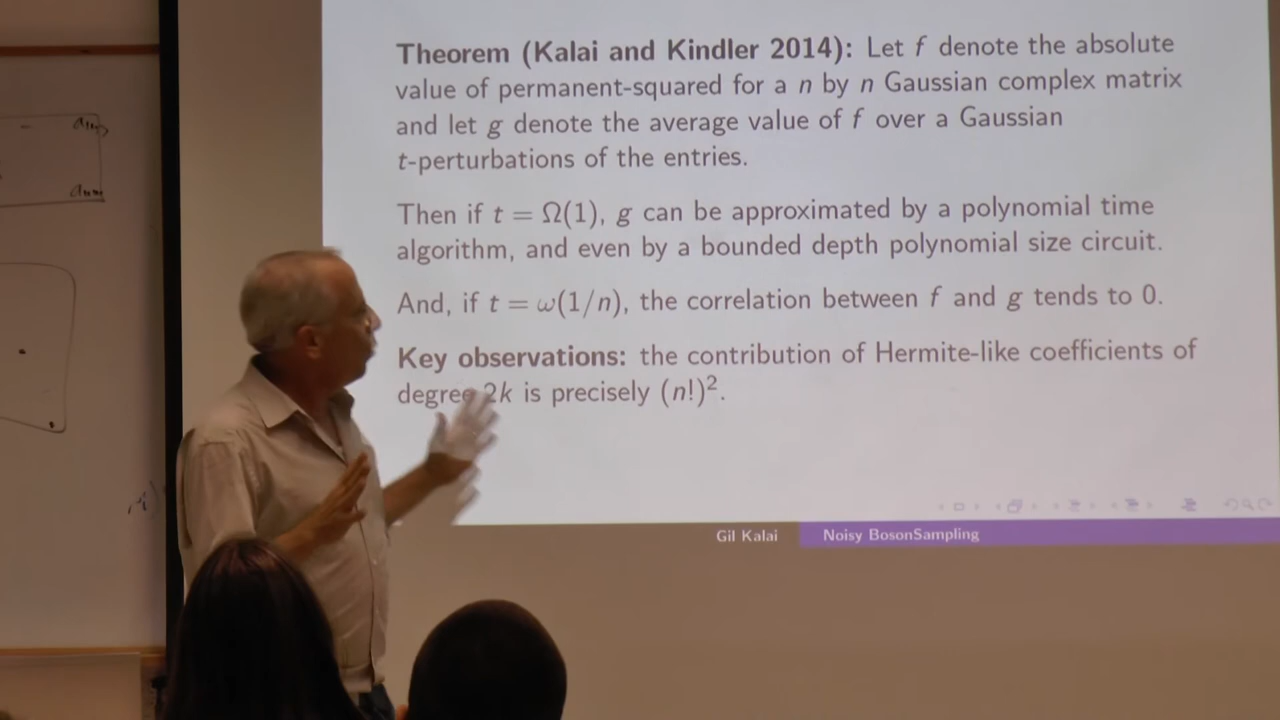 Theorem (Kalai and Kindler 2014): Let f denote the absolute
value of permanent-squared for a n by n Gaussian complex matrix
and let g denote the average value of f over a Gaussian
t-perturbations of the entries.
Then if t = Ω(1), g can be approximated by a polynomial time
algorithm, and even by a bounded depth polynomial size circuit.
And, if t = ω(1/n), the correlation between f and g tends to 0.
Key observations: the contribution of Hermite-like coefficients of
degree 2k is precisely (n!)².
Gil Kalai
Noisy BosonSampling